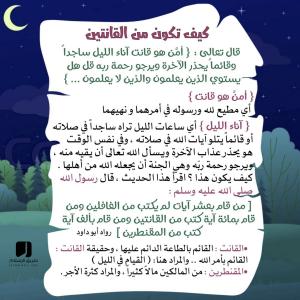 كيف تكون من القانتين
قال تعالى : { أمن هو قانت آناء الليل ساجداً
وقائماً يحذر الآخرة ويرجو رحمة ربه قل هل
يستوي الذين يعلمون والذين لا يعلمون ... }
{ أمن هو قانت }
أي مطيع لله ورسوله في أمرهما و نهيهما
{ آناء الليل } أي ساعات الليل تراه ساجداً في صلاته
أو قائماً يتلو آيات الله في صلاته ، وفي نفس الوقت
هو يحذر عذاب الآخرة ويسأل الله تعالى أن يقيه منه ،
ويرجو رحمة ربه وهي الجنة أن يجعله الله من أهلها .
كيف يكون هذا ؟ اقرأ هذا الحديث ، قال رسول الله
صلى الله عليه وسلم :
[ من قام بعشر آيات لم يُكتب من الغافلين ومن
قام بمائة آية كتب من القانتين ومن قام بألف آية
كتب من المقنطرين ] رواه أبو داود
•القانت : القائم بالطاعة الدائم عليها ، وحقيقة القانت :
القائم بأمر الله .. والمراد هنا: (القيام في الليل )
•المقنطرين : من المالكين مالاً كثيراً ، والمراد كثرة الأجر .
طريق الإسلام